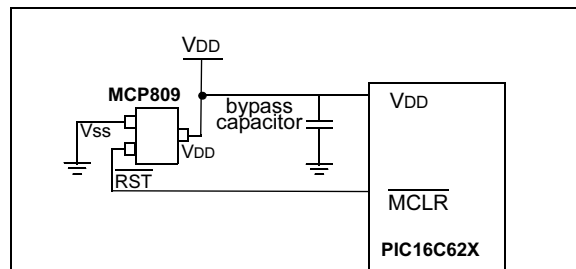 VDD
MCP809
bypass
capacitor
VDD
Vss
VDD
RST
MCLR
PIC16C62X